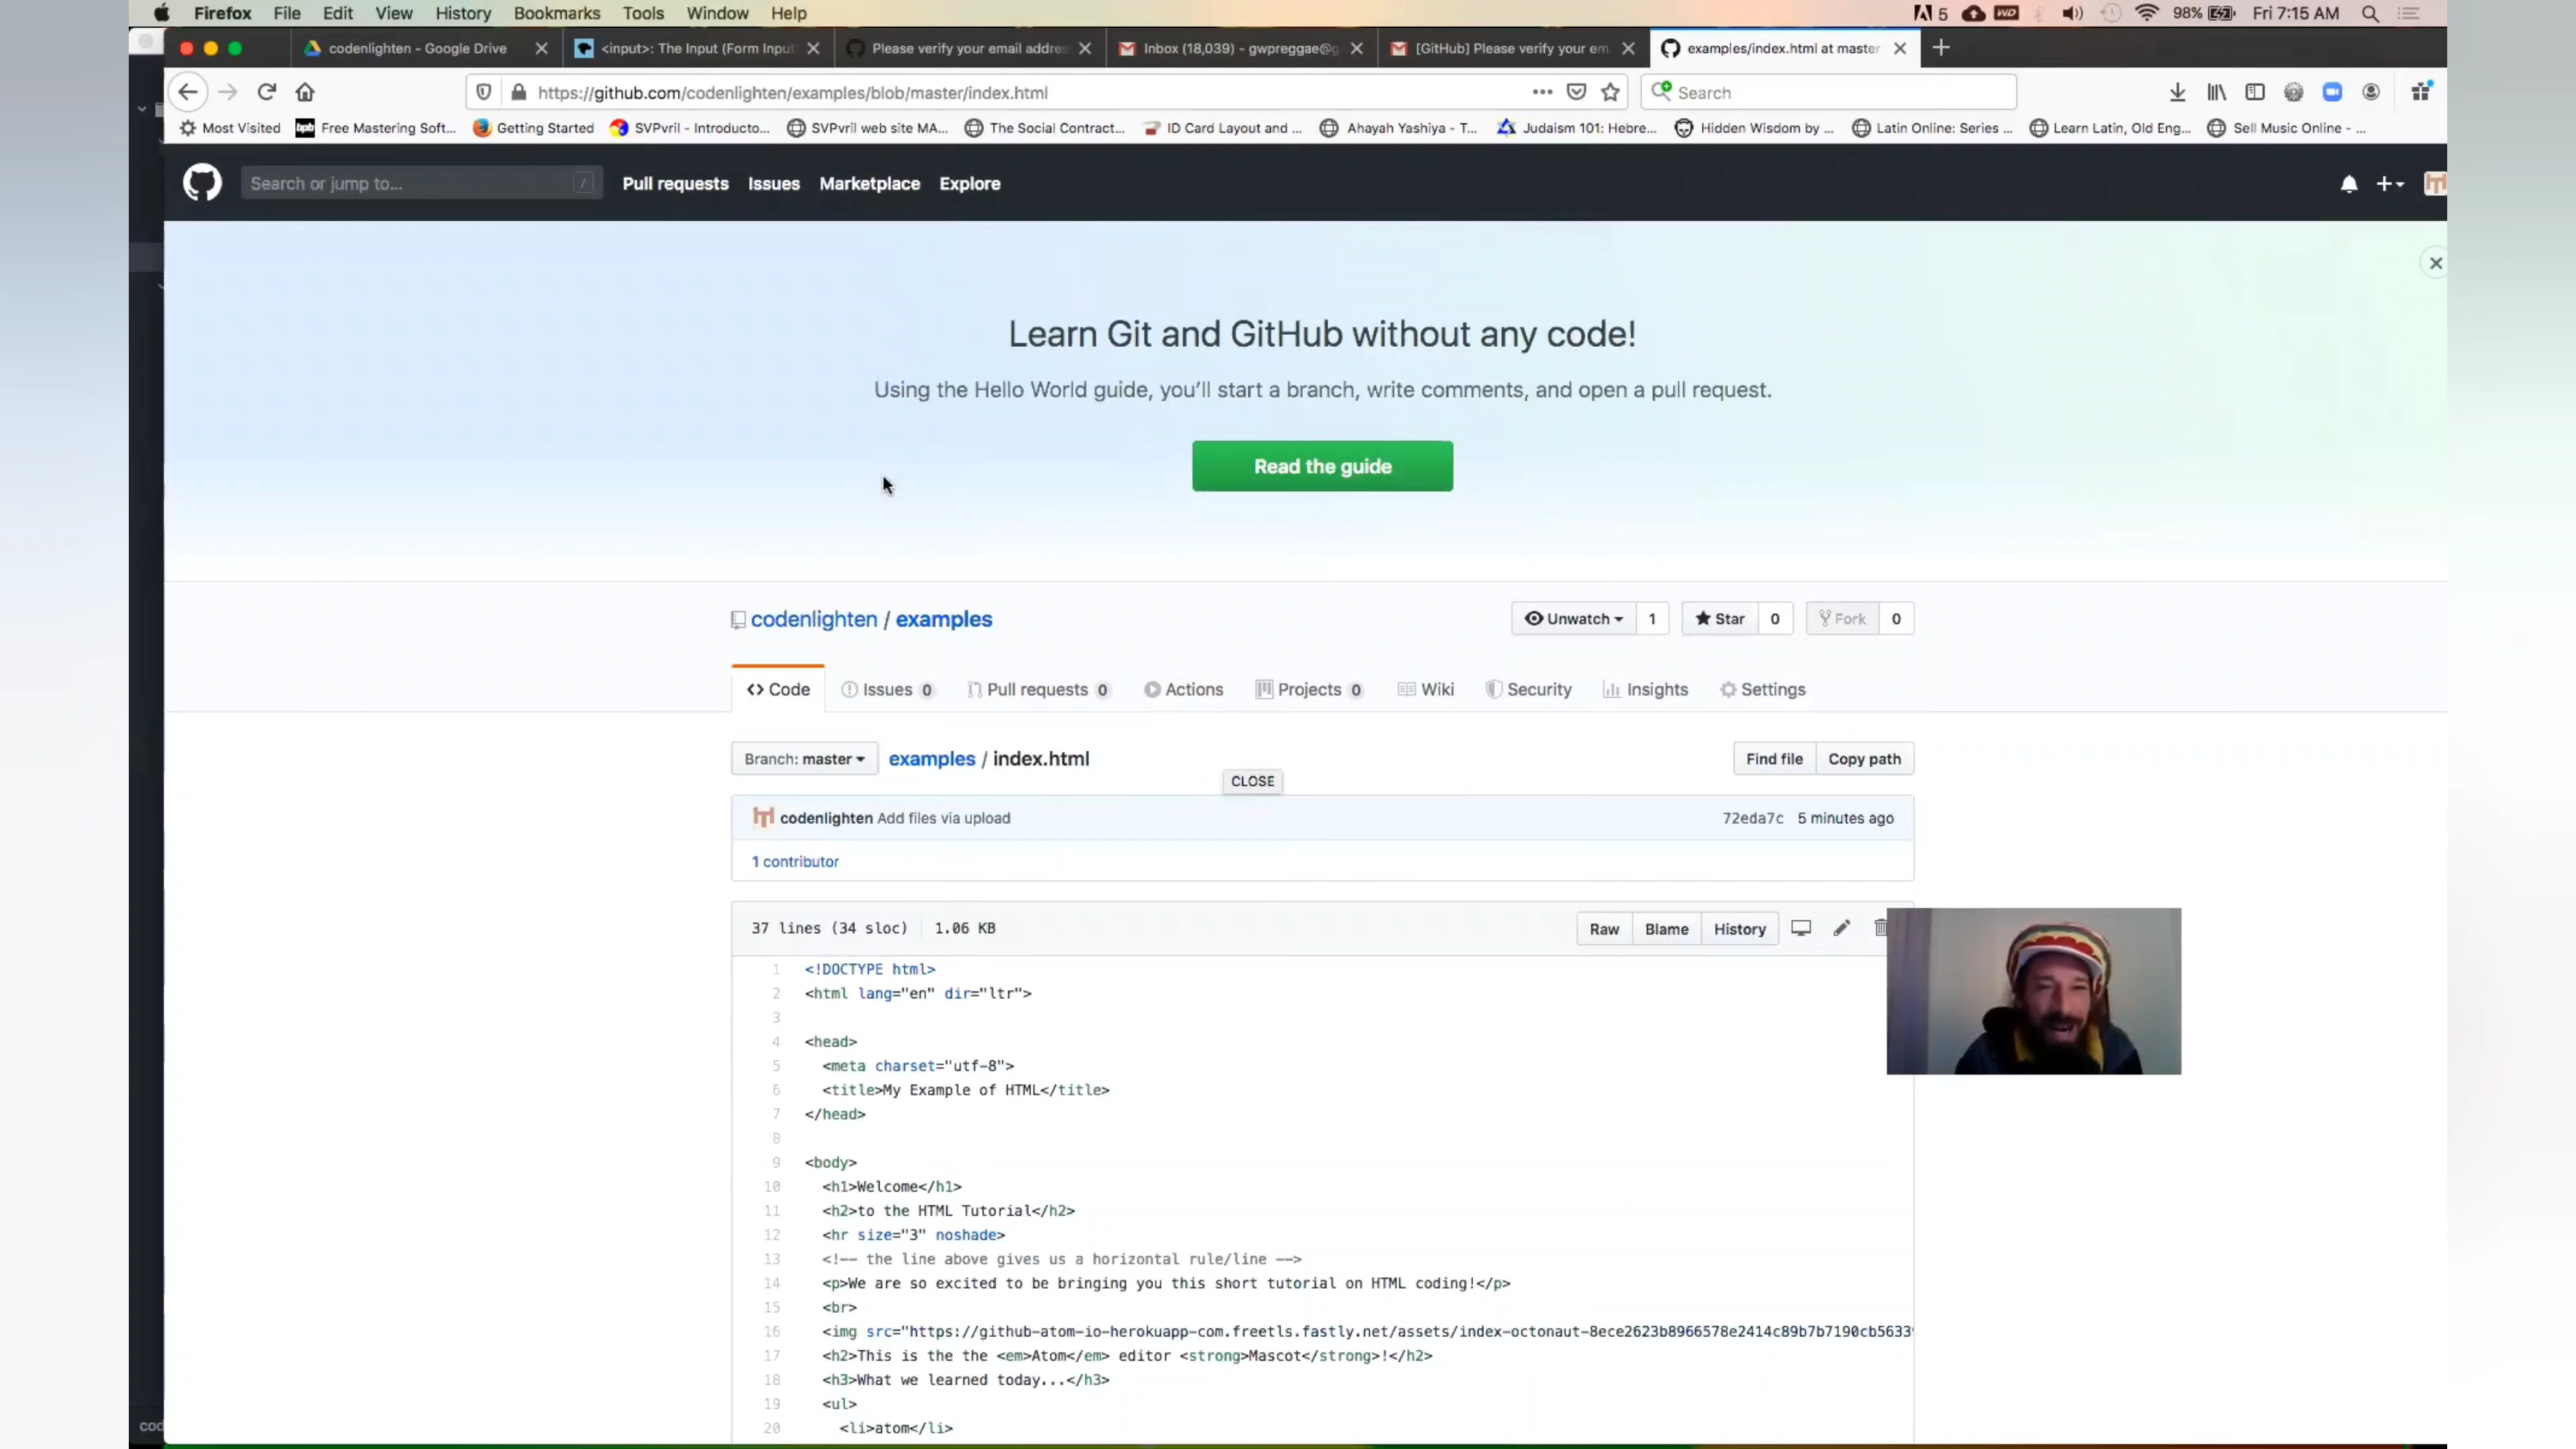 Firefox File Edit View History Bookmarks Tools Window Help
5 WD 98% Fri 7:15 AM
codenlighten - Google Drive
<input>: The Input (Form Input
Please verify your email addres
Inbox (18,039) - gwpreggae@g
[GitHub] Please verify your em
examples/index.html at master
https://github.com/codenlighten/examples/blob/master/index.html
Search
Most Visited
bpb Free Mastering Soft...
Getting Started
SVPvril - Introducto...
SVPvril web site MA...
The Social Contract...
ID Card Layout and ...
Ahayah Yashiya - T...
Judaism 101: Hebre...
Hidden Wisdom by ...
Latin Online: Series ...
Learn Latin, Old Eng...
Sell Music Online - ...
Search or jump to... /
Pull requests Issues Marketplace Explore
Learn Git and GitHub without any code!
Using the Hello World guide, you’ll start a branch, write comments, and open a pull request.
Read the guide
codenlighten / examples
Unwatch 1 Star 0 Fork 0
Code Issues 0 Pull requests 0 Actions Projects 0 Wiki Security Insights Settings
Branch: master examples / index.html Find file Copy path
CLOSE
codenlighten Add files via upload 72eda7c 5 minutes ago
1 contributor
37 lines (34 sloc) 1.06 KB Raw Blame History
1 <!DOCTYPE html>
2 <html lang="en" dir="ltr">
3
4 <head>
5 <meta charset="utf-8">
6 <title>My Example of HTML</title>
7 </head>
8
9 <body>
10 <h1>Welcome</h1>
11 <h2>to the HTML Tutorial</h2>
12 <hr size="3" noshade>
13 <!-- the line above gives us a horizontal rule/line -->
14 <p>We are so excited to be bringing you this short tutorial on HTML coding!</p>
15 <br>
16 <img src="https://github-atom-io-herokuapp-com.freetls.fastly.net/assets/index-octonaut-8ece2623b8966578e2414c89b7b7190cb5633
17 <h2>This is the the <em>Atom</em> editor <strong>Mascot</strong>!</h2>
18 <h3>What we learned today...</h3>
19 <ul>
20 <li>atom</li>
cod